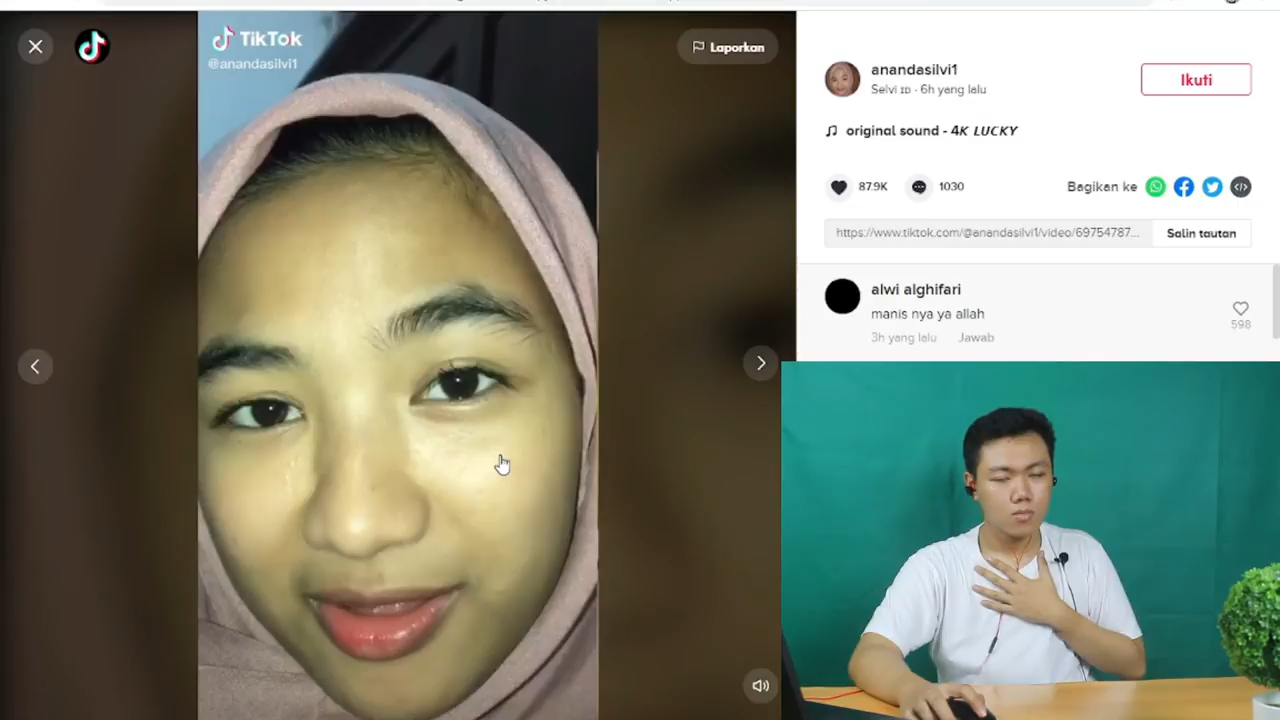 TikTok
@anandasilvi1
Laporkan
anandasilvi1
Selvi ID · 6h yang lalu
Ikuti
original sound - 4K LUCKY
87.9K
1030
Bagikan ke
https://www.tiktok.com/@anandasilvi1/video/69754787...
Salin tautan
alwi alghifari
manis nya ya allah
598
3h yang lalu
Jawab